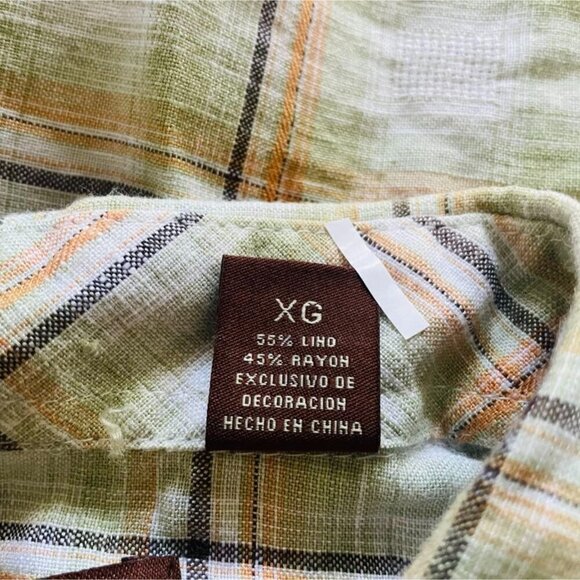 XG
55% LINO
45% RAYON
EXCLUSIVO DE
DECORACION
HECHO EN CHINA